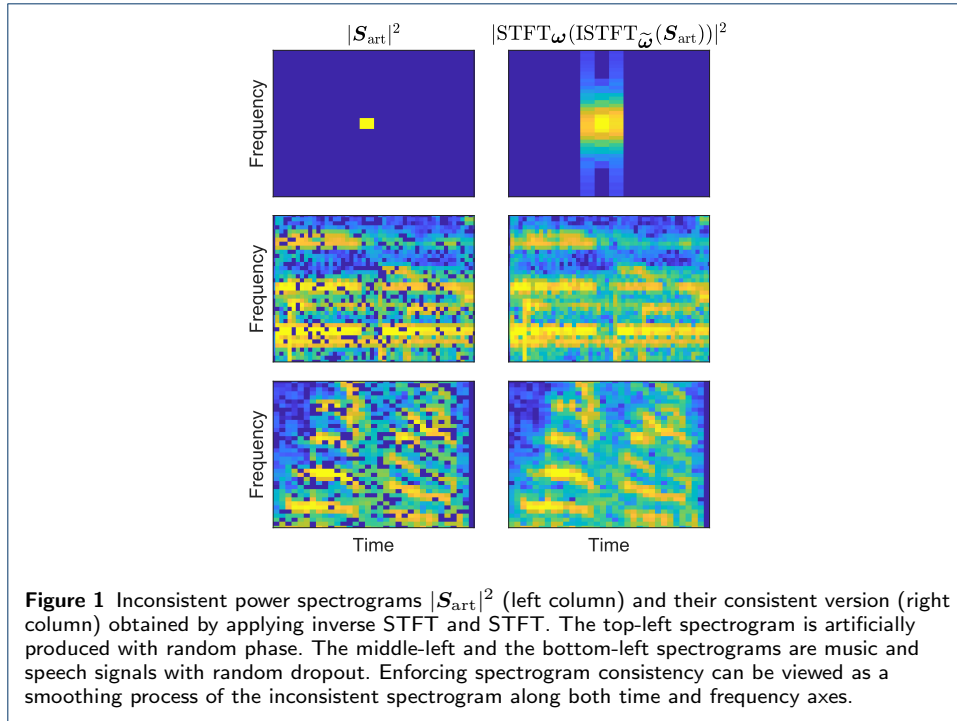 |S_art|²
|STFT_ω(ISTFT_ω̃(S_art))|²
Frequency
Frequency
Frequency
Time
Time
Figure 1 Inconsistent power spectrograms |S_art|² (left column) and their consistent version (right
column) obtained by applying inverse STFT and STFT. The top-left spectrogram is artificially
produced with random phase. The middle-left and the bottom-left spectrograms are music and
speech signals with random dropout. Enforcing spectrogram consistency can be viewed as a
smoothing process of the inconsistent spectrogram along both time and frequency axes.